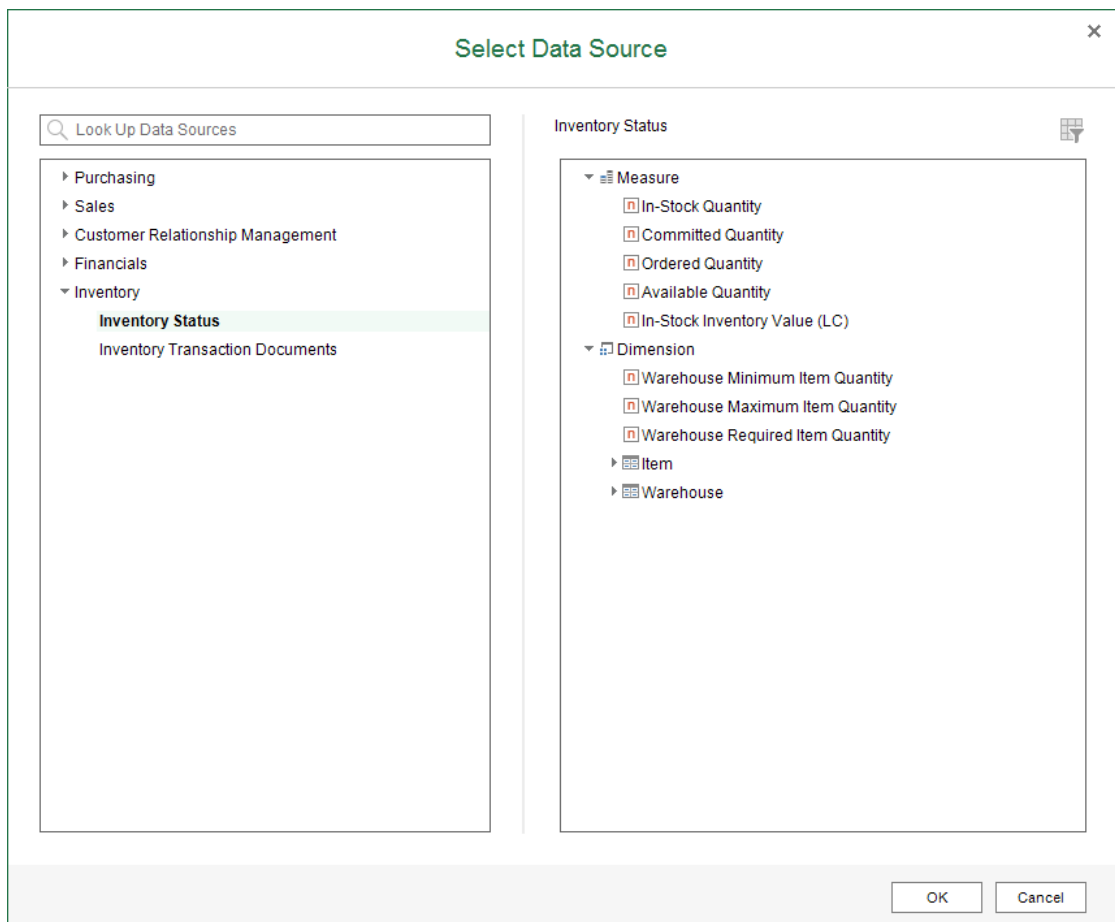 Select Data Source
Look Up Data Sources
Purchasing
Sales
Customer Relationship Management
Financials
Inventory
Inventory Status
Inventory Transaction Documents
Inventory Status
Measure
n In-Stock Quantity
n Committed Quantity
n Ordered Quantity
n Available Quantity
n In-Stock Inventory Value (LC)
Dimension
n Warehouse Minimum Item Quantity
n Warehouse Maximum Item Quantity
n Warehouse Required Item Quantity
Item
Warehouse
OK
Cancel